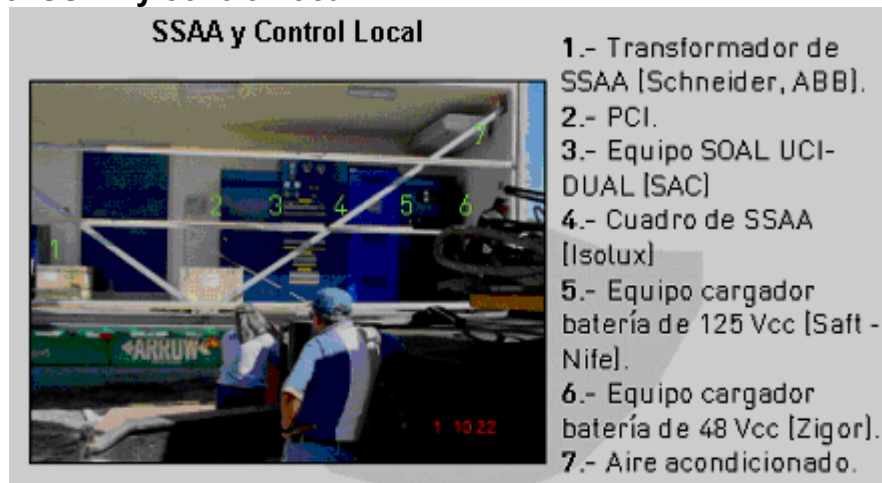 SSAA y Control Local
1.- Transformador de
SSAA (Schneider, ABB).
2.- PCI.
3.- Equipo SOAL UCI-
DUAL (SAC)
4.- Cuadro de SSAA
(Isolux)
5.- Equipo cargador
batería de 125 Vcc (Saft -
Nife).
6.- Equipo cargador
batería de 48 Vcc (Zigor).
7.- Aire acondicionado.
7
2 3 4 5 6
1
ARROW
1 10:22